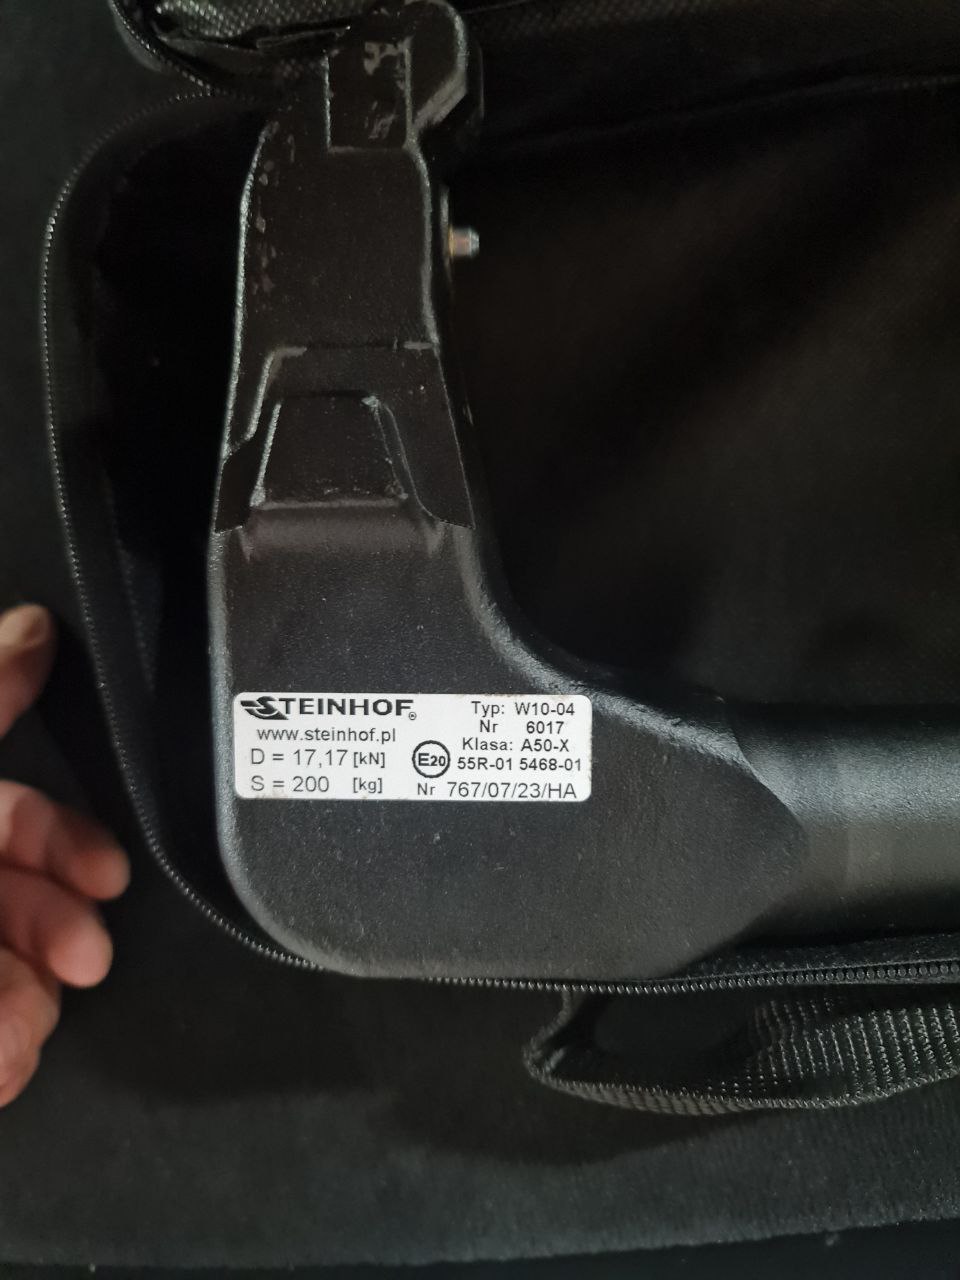 STEINHOF®
www.steinhof.pl
D = 17,17 [kN]
S = 200 [kg]
Typ: W10-04
Nr 6017
Klasa: A50-X
E20 55R-01 5468-01
Nr 767/07/23/HA